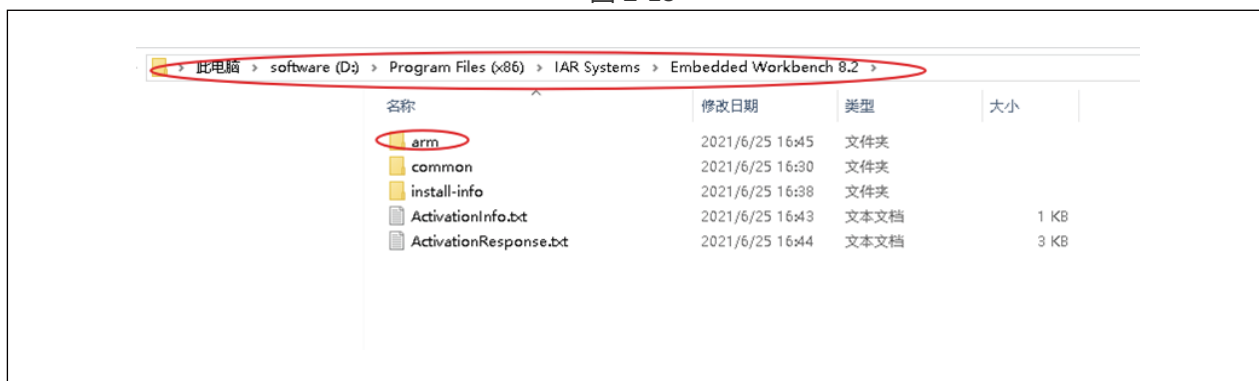 此电脑 > software (D:) > Program Files (x86) > IAR Systems > Embedded Workbench 8.2 >
名称 修改日期 类型 大小
arm 2021/6/25 16:45 文件夹
common 2021/6/25 16:30 文件夹
install-info 2021/6/25 16:38 文件夹
ActivationInfo.txt 2021/6/25 16:43 文本文档 1 KB
ActivationResponse.txt 2021/6/25 16:44 文本文档 3 KB